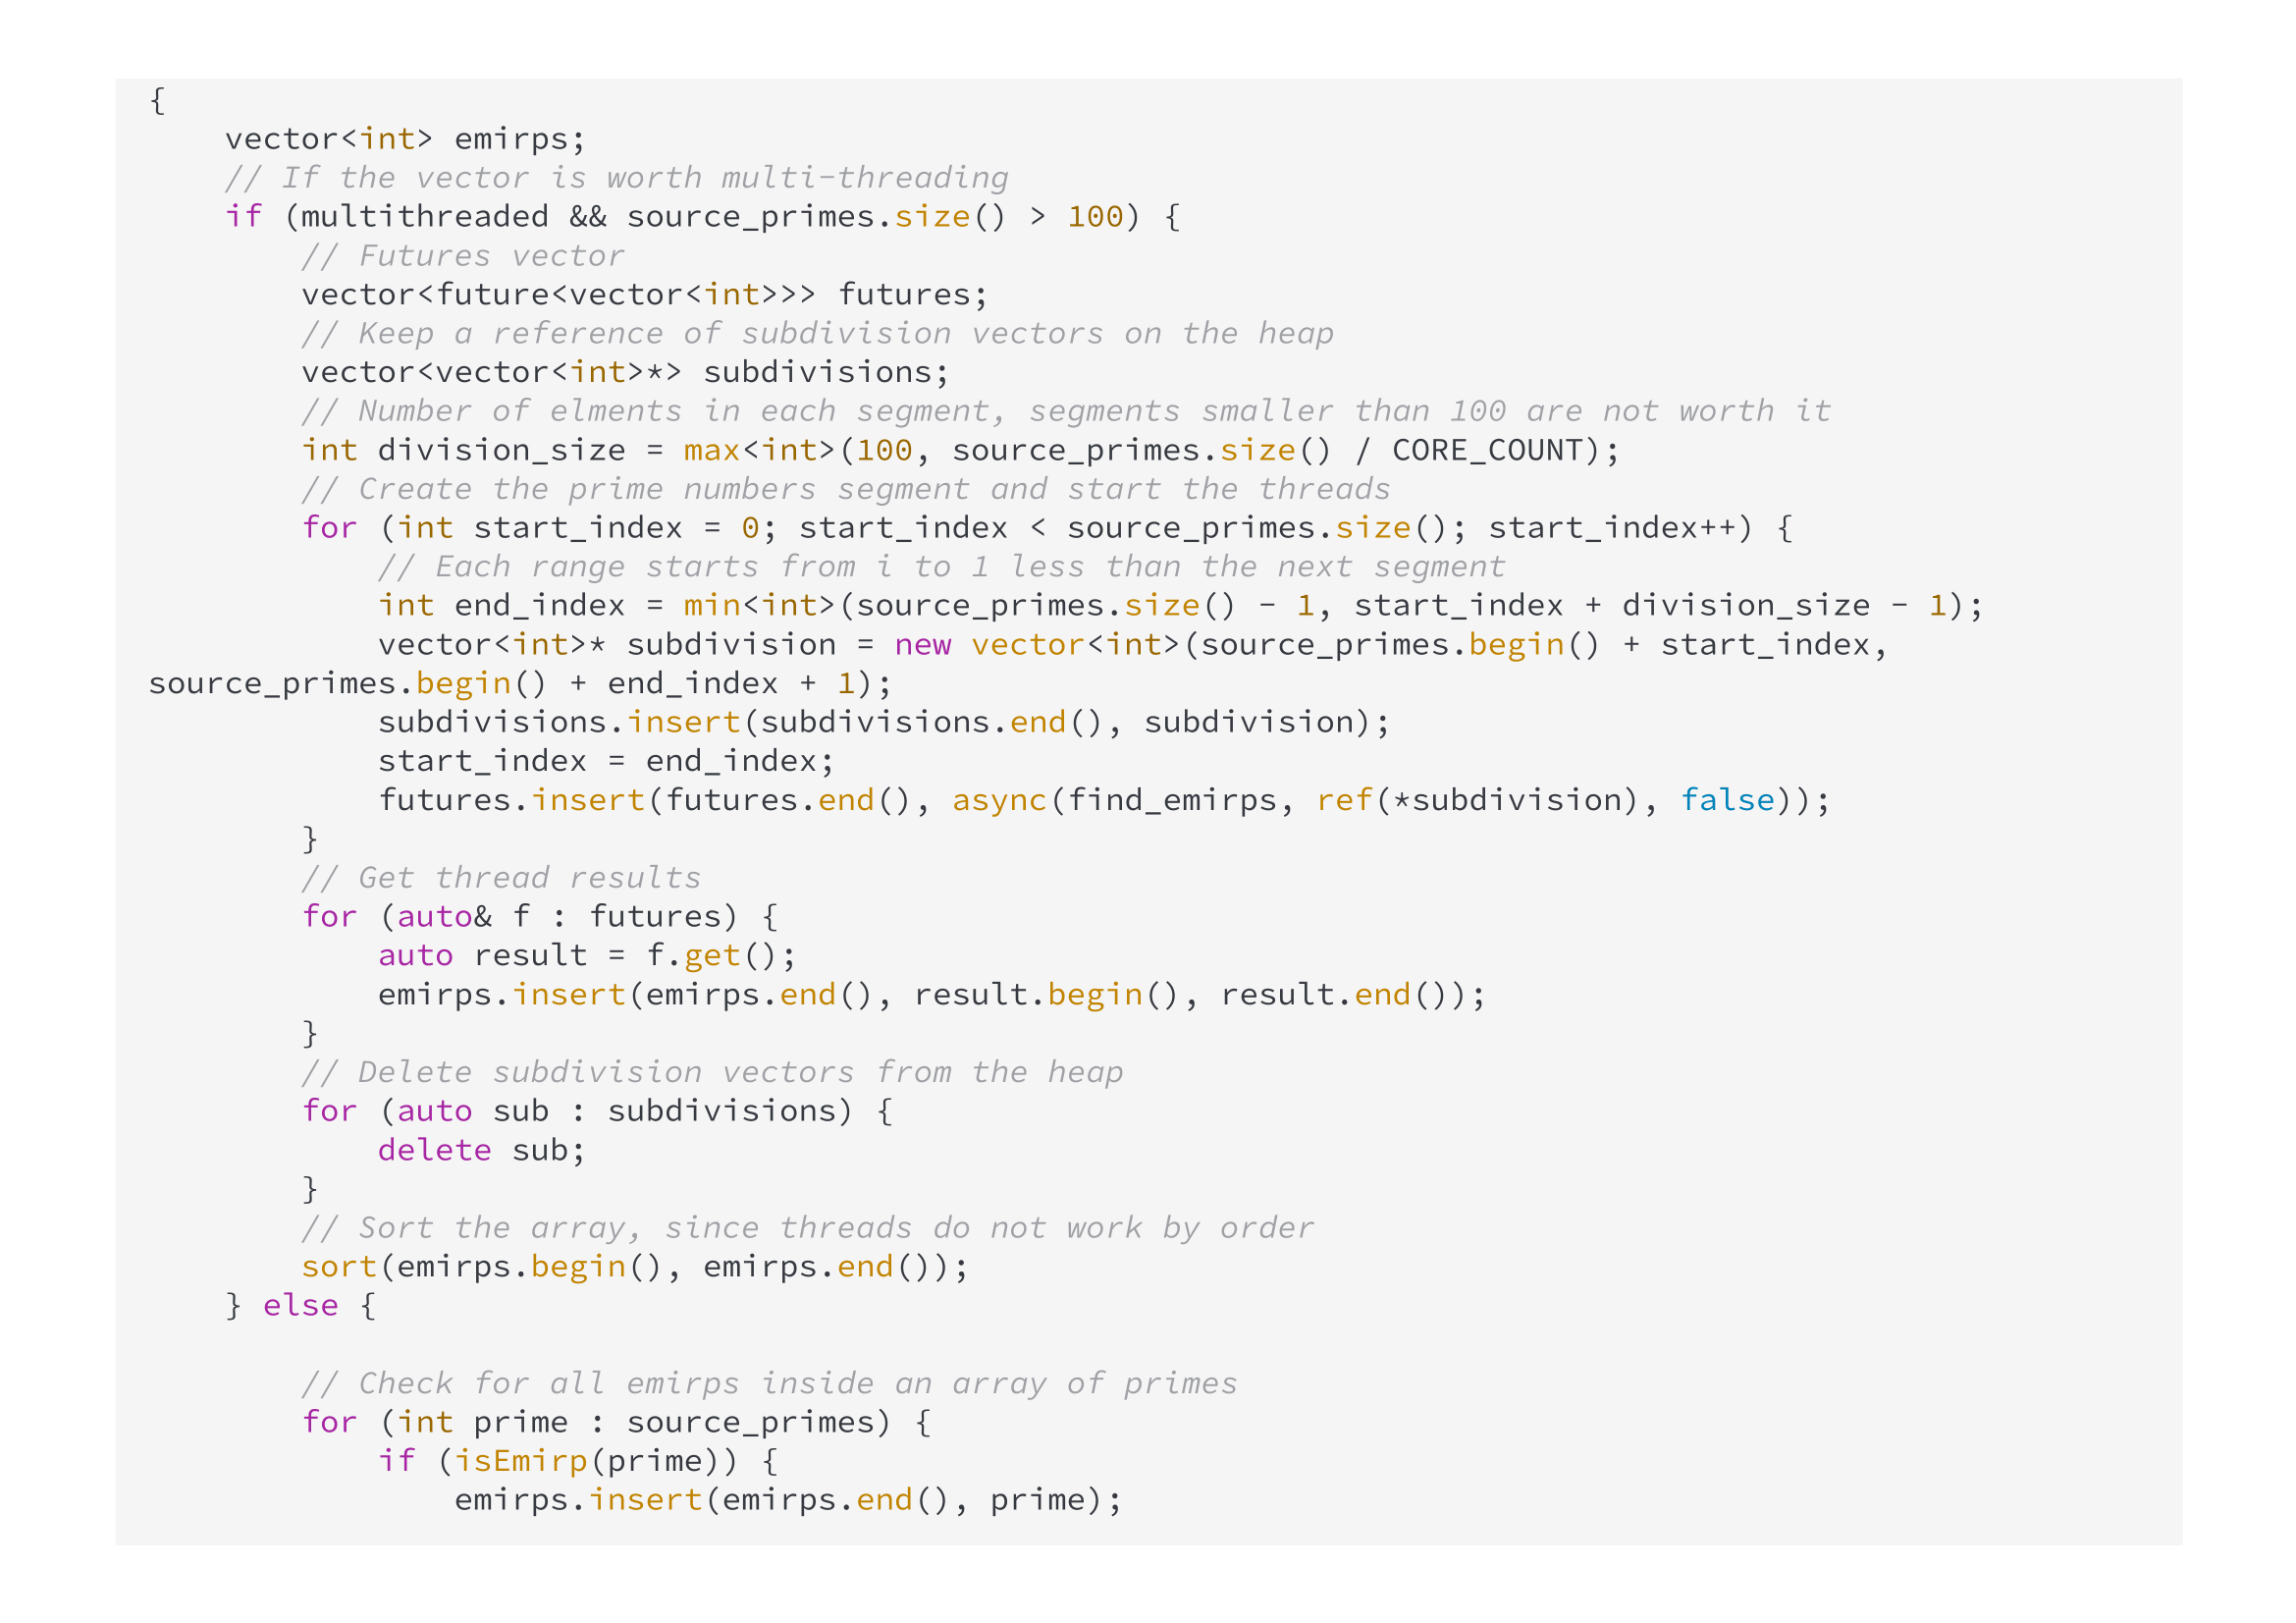 {
    vector<int> emirps;
    // If the vector is worth multi-threading
    if (multithreaded && source_primes.size() > 100) {
        // Futures vector
        vector<future<vector<int>>> futures;
        // Keep a reference of subdivision vectors on the heap
        vector<vector<int>*> subdivisions;
        // Number of elments in each segment, segments smaller than 100 are not worth it
        int division_size = max<int>(100, source_primes.size() / CORE_COUNT);
        // Create the prime numbers segment and start the threads
        for (int start_index = 0; start_index < source_primes.size(); start_index++) {
            // Each range starts from i to 1 less than the next segment
            int end_index = min<int>(source_primes.size() - 1, start_index + division_size - 1);
            vector<int>* subdivision = new vector<int>(source_primes.begin() + start_index,
source_primes.begin() + end_index + 1);
            subdivisions.insert(subdivisions.end(), subdivision);
            start_index = end_index;
            futures.insert(futures.end(), async(find_emirps, ref(*subdivision), false));
        }
        // Get thread results
        for (auto& f : futures) {
            auto result = f.get();
            emirps.insert(emirps.end(), result.begin(), result.end());
        }
        // Delete subdivision vectors from the heap
        for (auto sub : subdivisions) {
            delete sub;
        }
        // Sort the array, since threads do not work by order
        sort(emirps.begin(), emirps.end());
    } else {

        // Check for all emirps inside an array of primes
        for (int prime : source_primes) {
            if (isEmirp(prime)) {
                emirps.insert(emirps.end(), prime);